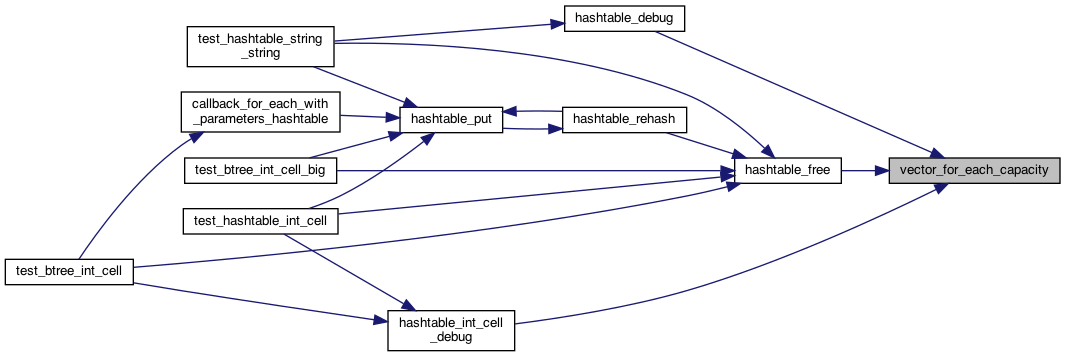 hashtable_debug
test_hashtable_string
_string
callback_for_each_with
_parameters_hashtable
hashtable_put
hashtable_rehash
test_btree_int_cell_big
hashtable_free
vector_for_each_capacity
test_hashtable_int_cell
test_btree_int_cell
hashtable_int_cell
_debug